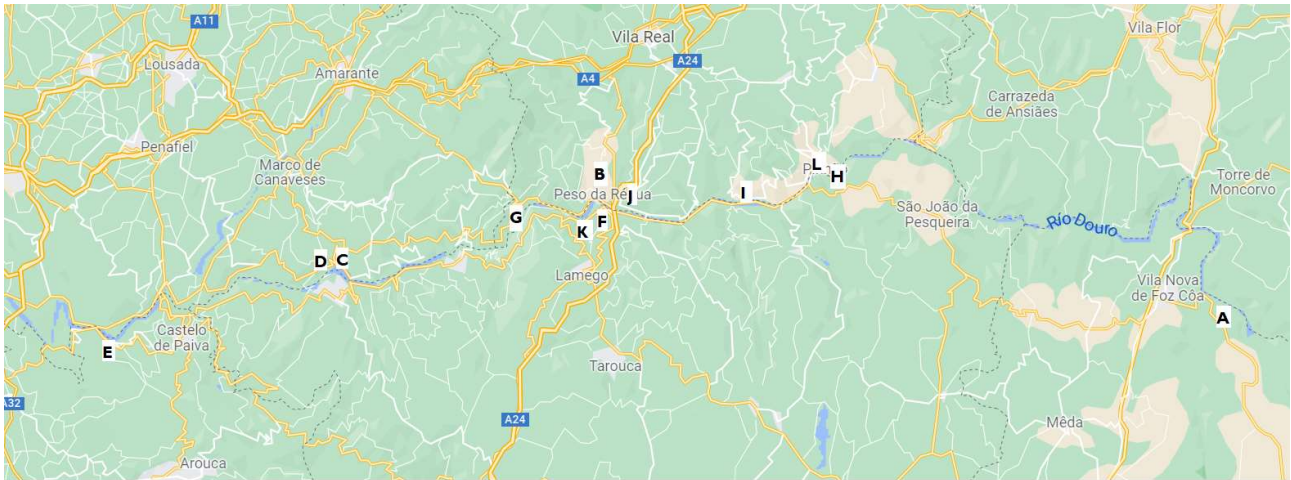 A11
Vila Flor
Vila Real
Lousada
A24
Amarante
A4
Carrazeda
de Ansiães
Penafiel
Marco de
Canaveses
L
H
B
Torre de
Moncorvo
Peso da Régua
J
I
São João da
Pesqueira
G
K
F
Río Douro
D
C
Lamego
Vila Nova
de Foz Côa
A
Castelo
de Paiva
E
Tarouca
A32
A24
Mêda
Arouca